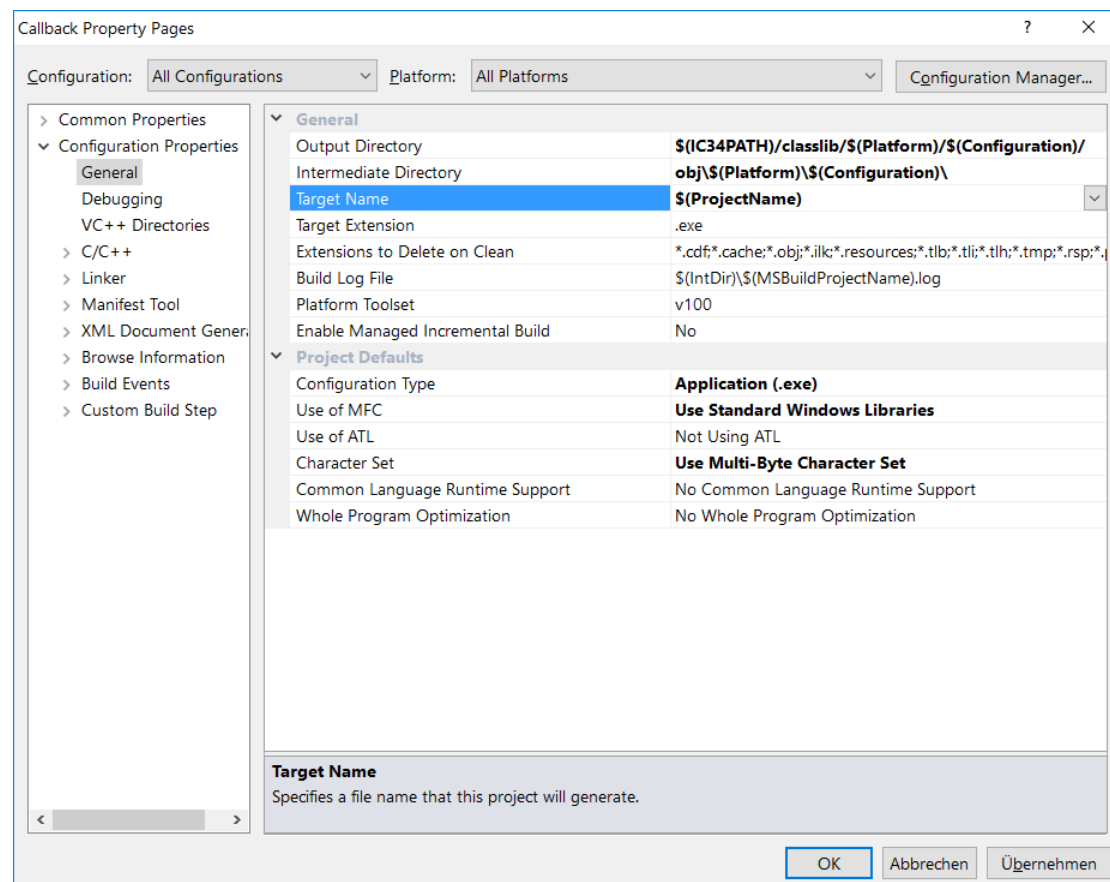 Callback Property Pages
?
Configuration: All Configurations Platform: All Platforms Configuration Manager...
Common Properties
Configuration Properties
General
Debugging
VC++ Directories
C/C++
Linker
Manifest Tool
XML Document Genera
Browse Information
Build Events
Custom Build Step
General
Output Directory $(IC34PATH)/classlib/$(Platform)/$(Configuration)/
Intermediate Directory obj\$(Platform)\$(Configuration)\
Target Name $(ProjectName)
Target Extension .exe
Extensions to Delete on Clean *.cdf;*.cache;*.obj;*.ilk;*.resources;*.tlb;*.tli;*.tlh;*.tmp;*.rsp;*.
Build Log File $(IntDir)\$(MSBuildProjectName).log
Platform Toolset v100
Enable Managed Incremental Build No
Project Defaults
Configuration Type Application (.exe)
Use of MFC Use Standard Windows Libraries
Use of ATL Not Using ATL
Character Set Use Multi-Byte Character Set
Common Language Runtime Support No Common Language Runtime Support
Whole Program Optimization No Whole Program Optimization
Target Name
Specifies a file name that this project will generate.
OK Abbrechen Übernehmen